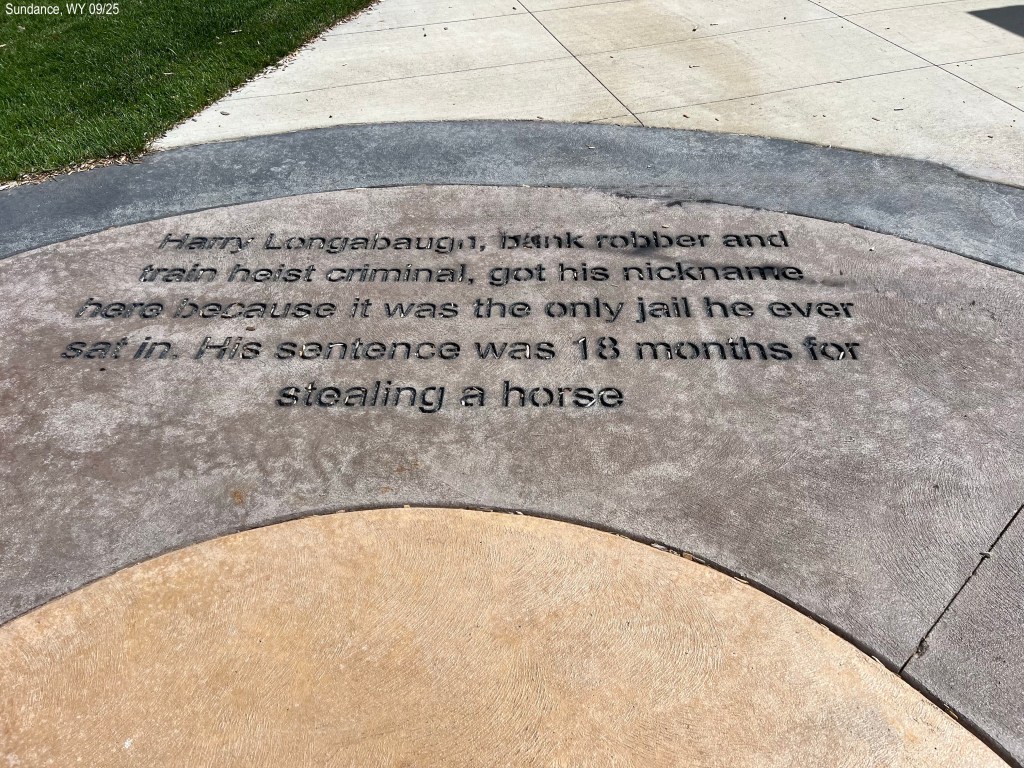 Sundance, WY 09/25
Harry Longabaugh, bank robber and
train heist criminal, got his nickname
here because it was the only jail he ever
sat in. His sentence was 18 months for
stealing a horse